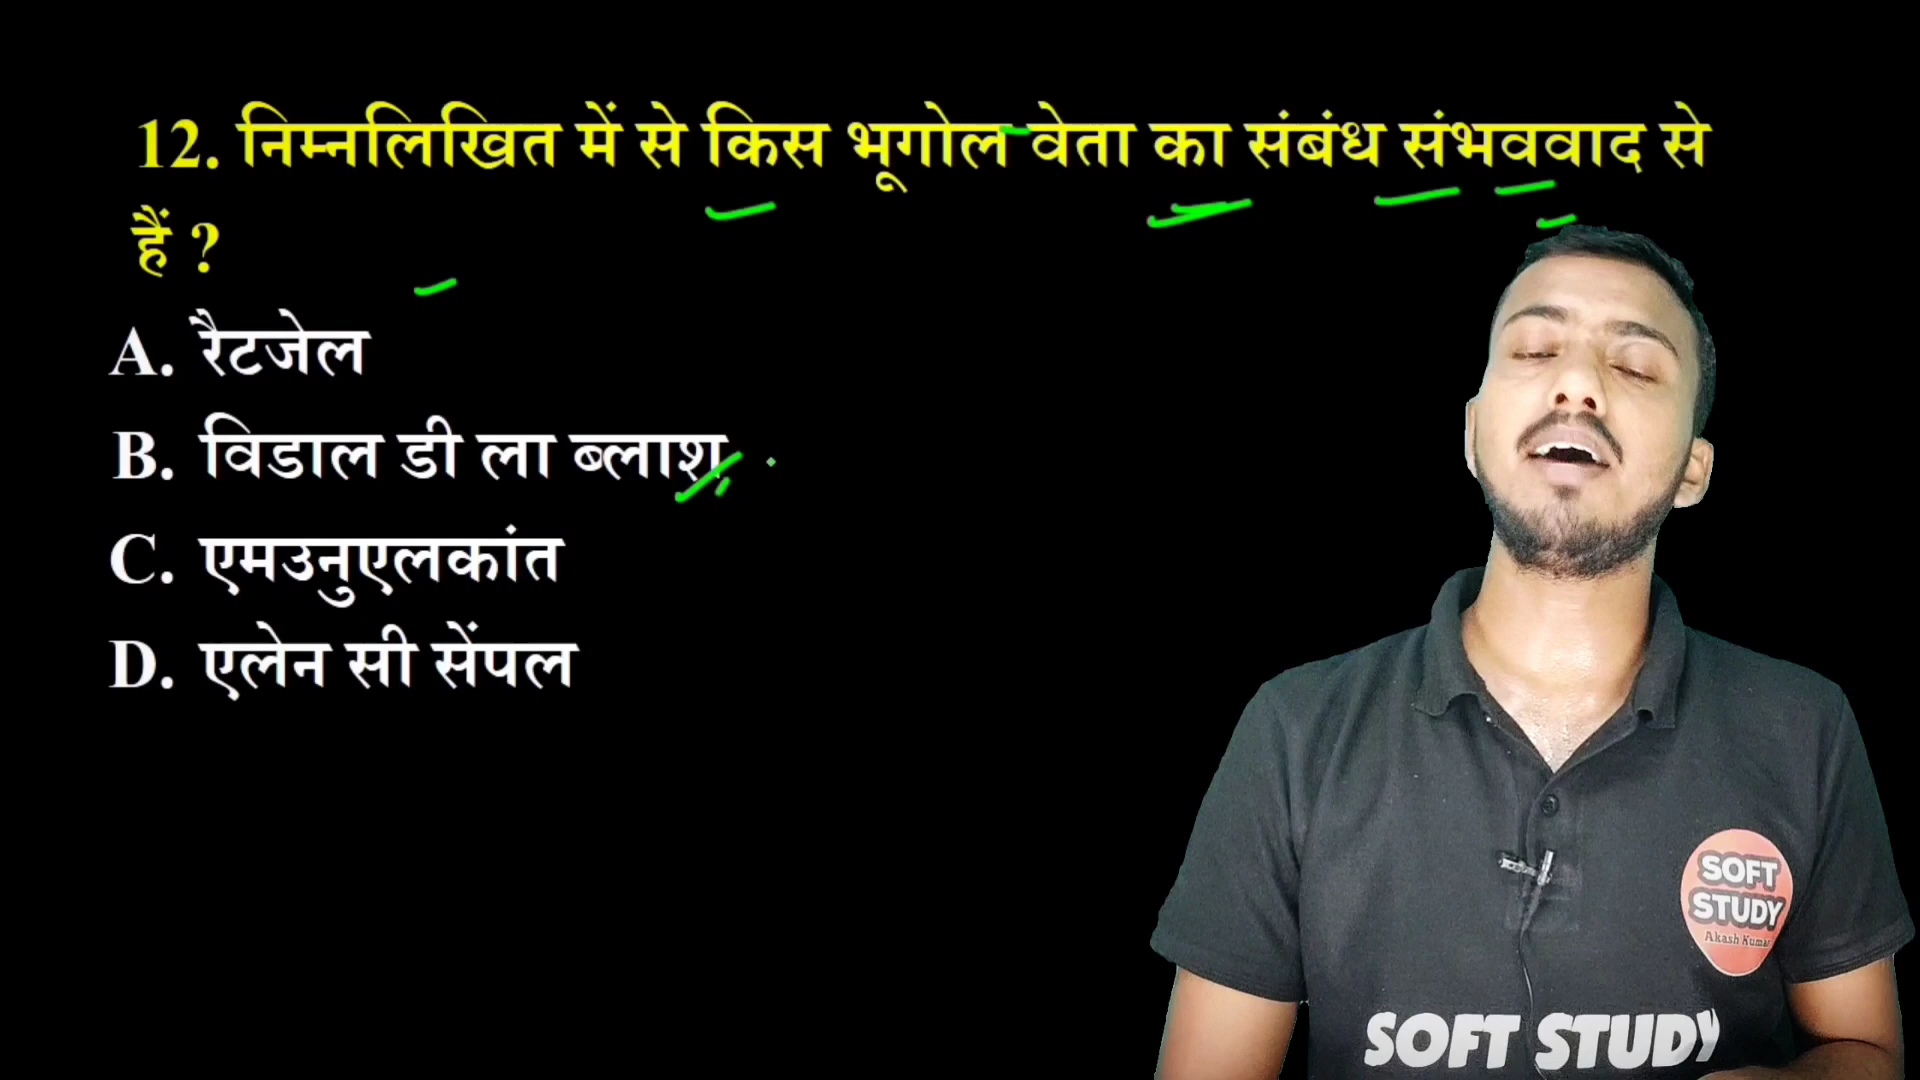 12. निम्नलिखित में से किस भूगोल वेता का संबंध संभववाद से
हैं ?
A. रैटजेल
B. विडाल डी ला ब्लाश
C. एमउनुएलकांत
D. एलेन सी सेंपल
SOFT
STUDY
Akash Kumar
SOFT STUDY